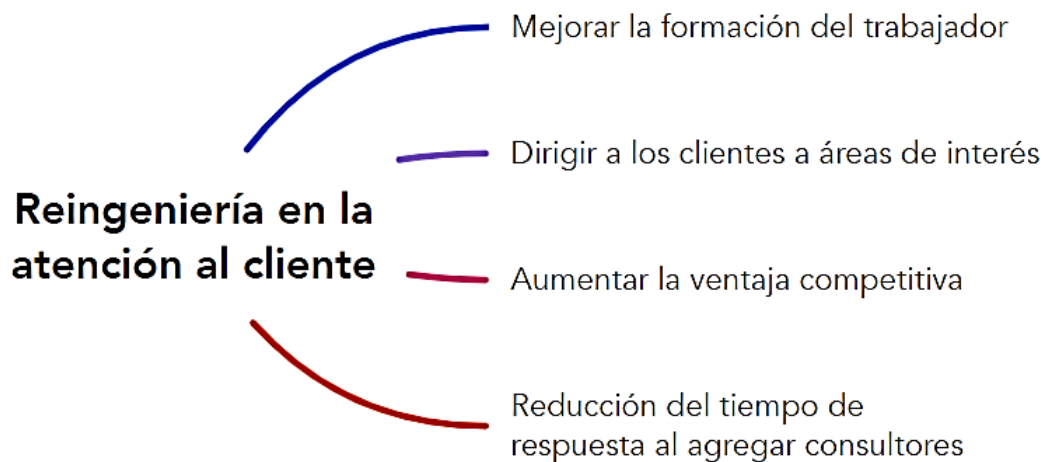 Mejorar la formación del trabajador
Dirigir a los clientes a áreas de interés
Reingeniería en la
atención al cliente
Aumentar la ventaja competitiva
Reducción del tiempo de
respuesta al agregar consultores